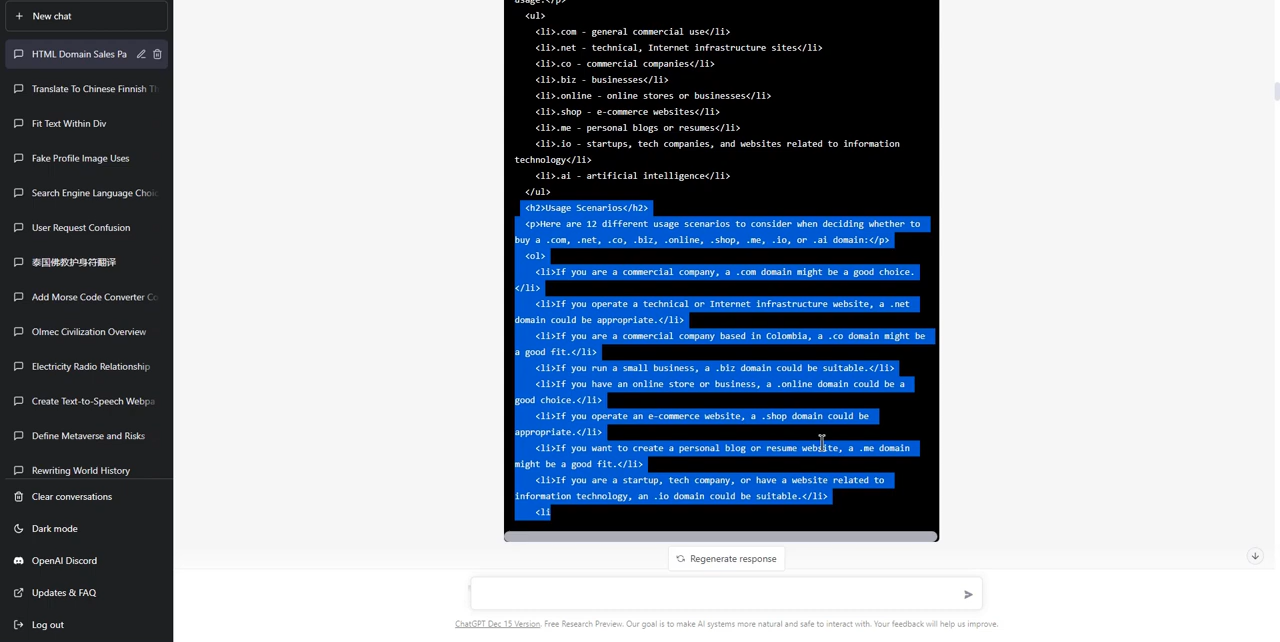 New chat
HTML Domain Sales Pa
Translate To Chinese Finnish Th
Fit Text Within Div
Fake Profile Image Uses
Search Engine Language Choic
User Request Confusion
泰国佛教护身符翻译
Add Morse Code Converter Co
Olmec Civilization Overview
Electricity Radio Relationship
Create Text-to-Speech Webpa
Define Metaverse and Risks
Rewriting World History
Clear conversations
Dark mode
OpenAI Discord
Updates & FAQ
Log out
usage.</p>
<ul>
<li>.com - general commercial use</li>
<li>.net - technical, Internet infrastructure sites</li>
<li>.co - commercial companies</li>
<li>.biz - businesses</li>
<li>.online - online stores or businesses</li>
<li>.shop - e-commerce websites</li>
<li>.me - personal blogs or resumes</li>
<li>.io - startups, tech companies, and websites related to information
technology</li>
<li>.ai - artificial intelligence</li>
</ul>
<h2>Usage Scenarios</h2>
<p>Here are 12 different usage scenarios to consider when deciding whether to
buy a .com, .net, .co, .biz, .online, .shop, .me, .io, or .ai domain:</p>
<ol>
<li>If you are a commercial company, a .com domain might be a good choice.
</li>
<li>If you operate a technical or Internet infrastructure website, a .net
domain could be appropriate.</li>
<li>If you are a commercial company based in Colombia, a .co domain might be
a good fit.</li>
<li>If you run a small business, a .biz domain could be suitable.</li>
<li>If you have an online store or business, a .online domain could be a
good choice.</li>
<li>If you operate an e-commerce website, a .shop domain could be
appropriate.</li>
<li>If you want to create a personal blog or resume website, a .me domain
might be a good fit.</li>
<li>If you are a startup, tech company, or have a website related to
information technology, an .io domain could be suitable.</li>
<li
Regenerate response
ChatGPT Dec 15 Version. Free Research Preview. Our goal is to make AI systems more natural and safe to interact with. Your feedback will help us improve.